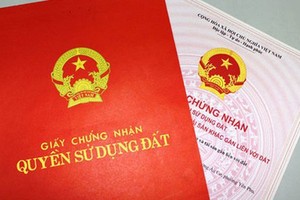 GIẤY CHỨNG NHẬN
QUYỀN SỬ DỤNG ĐẤT
CỘNG HÒA XÃ HỘI CHỦ NGHĨA VIỆT NAM
Độc lập - Tự do - Hạnh phúc
CHỨNG NHẬN
SỬ DỤNG ĐẤT
SẢN KHÁC GẮN LIỀN VỚI ĐẤT